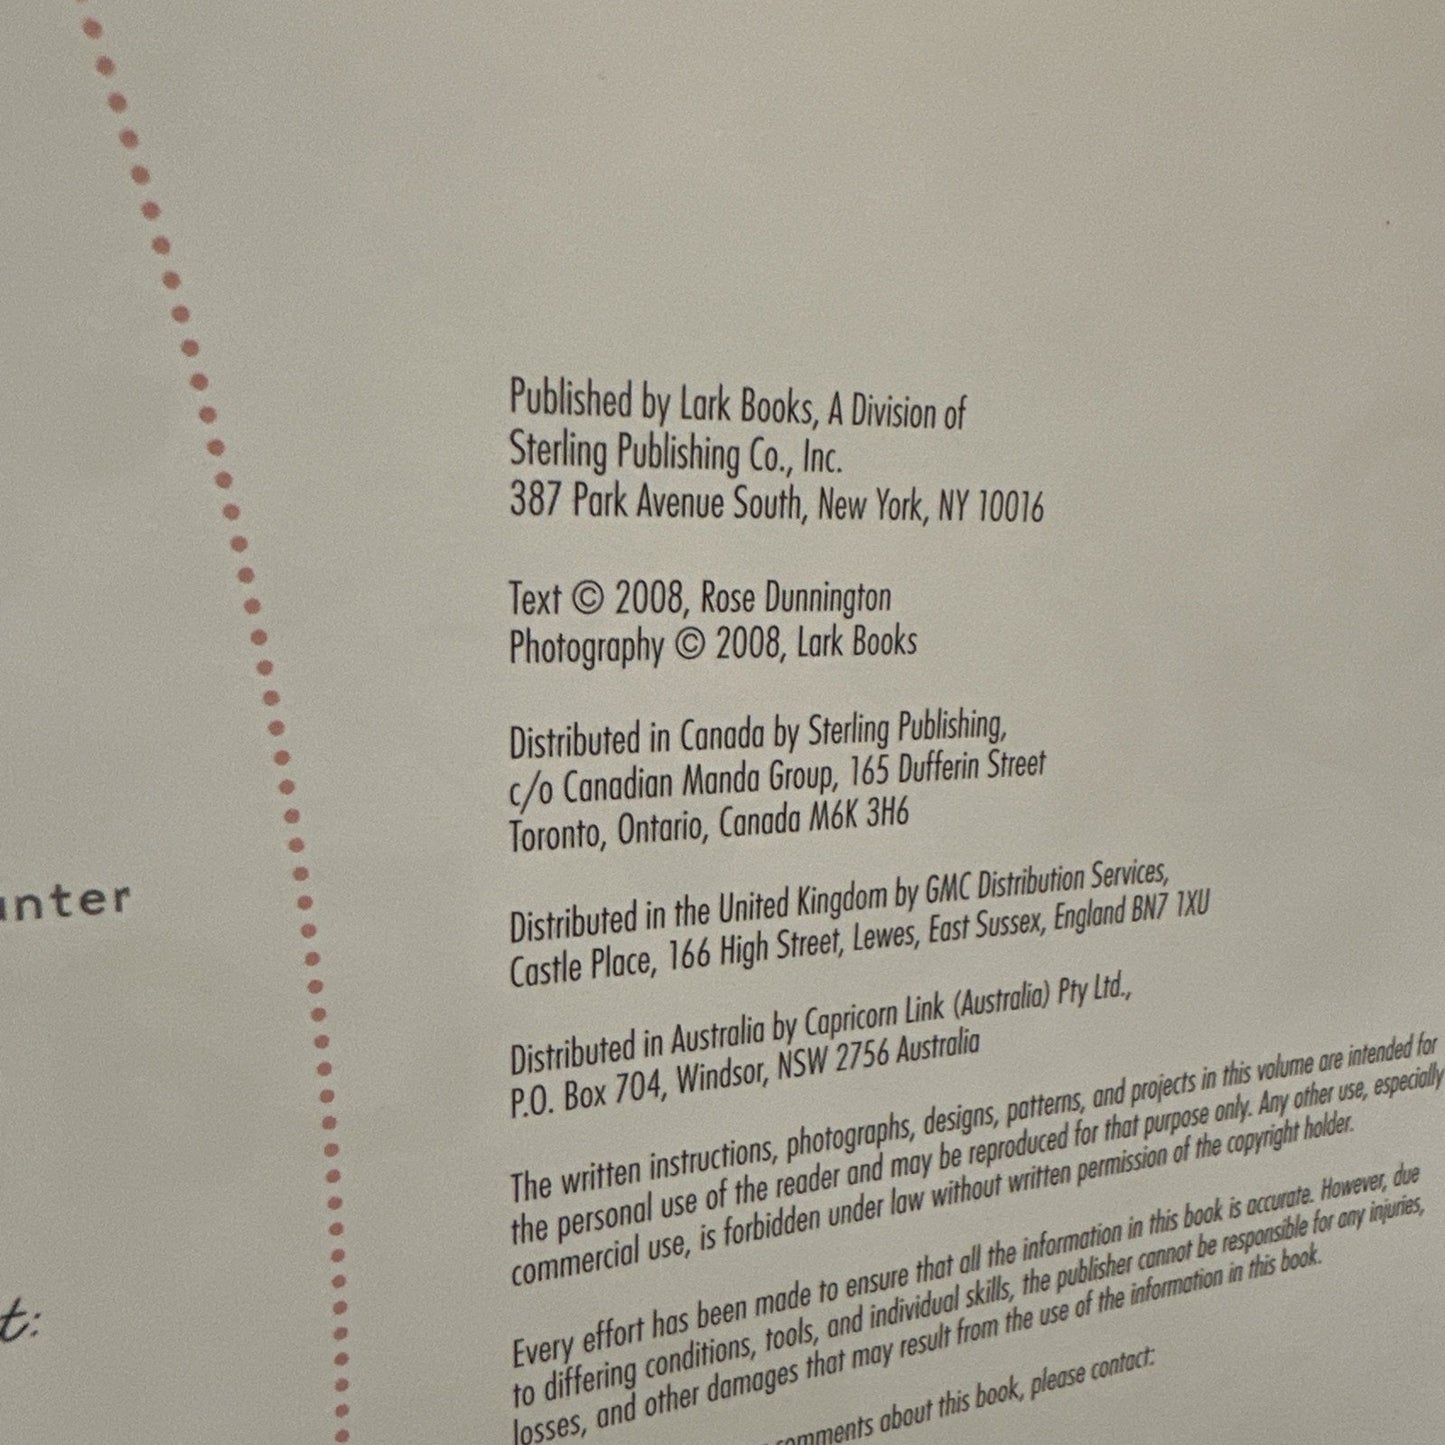 Published by Lark Books, A Division of
Sterling Publishing Co., Inc.
387 Park Avenue South, New York, NY 10016
Text © 2008, Rose Dunnington
Photography © 2008, Lark Books
Distributed in Canada by Sterling Publishing,
c/o Canadian Manda Group, 165 Dufferin Street
Toronto, Ontario, Canada M6K 3H6
Distributed in the United Kingdom by GMC Distribution Services,
Castle Place, 166 High Street, Lewes, East Sussex, England BN7 1XU
Distributed in Australia by Capricorn Link (Australia) Pty Ltd.,
P.O. Box 704, Windsor, NSW 2756 Australia
The written instructions, photographs, designs, patterns, and projects in this volume are intended for
the personal use of the reader and may be reproduced for that purpose only. Any other use, especially
commercial use, is forbidden under law without written permission of the copyright holder.
Every effort has been made to ensure that all the information in this book is accurate. However, due
to differing conditions, tools, and individual skills, the publisher cannot be responsible for any injuries,
losses, and other damages that may result from the use of the information in this book.
comments about this book, please contact: